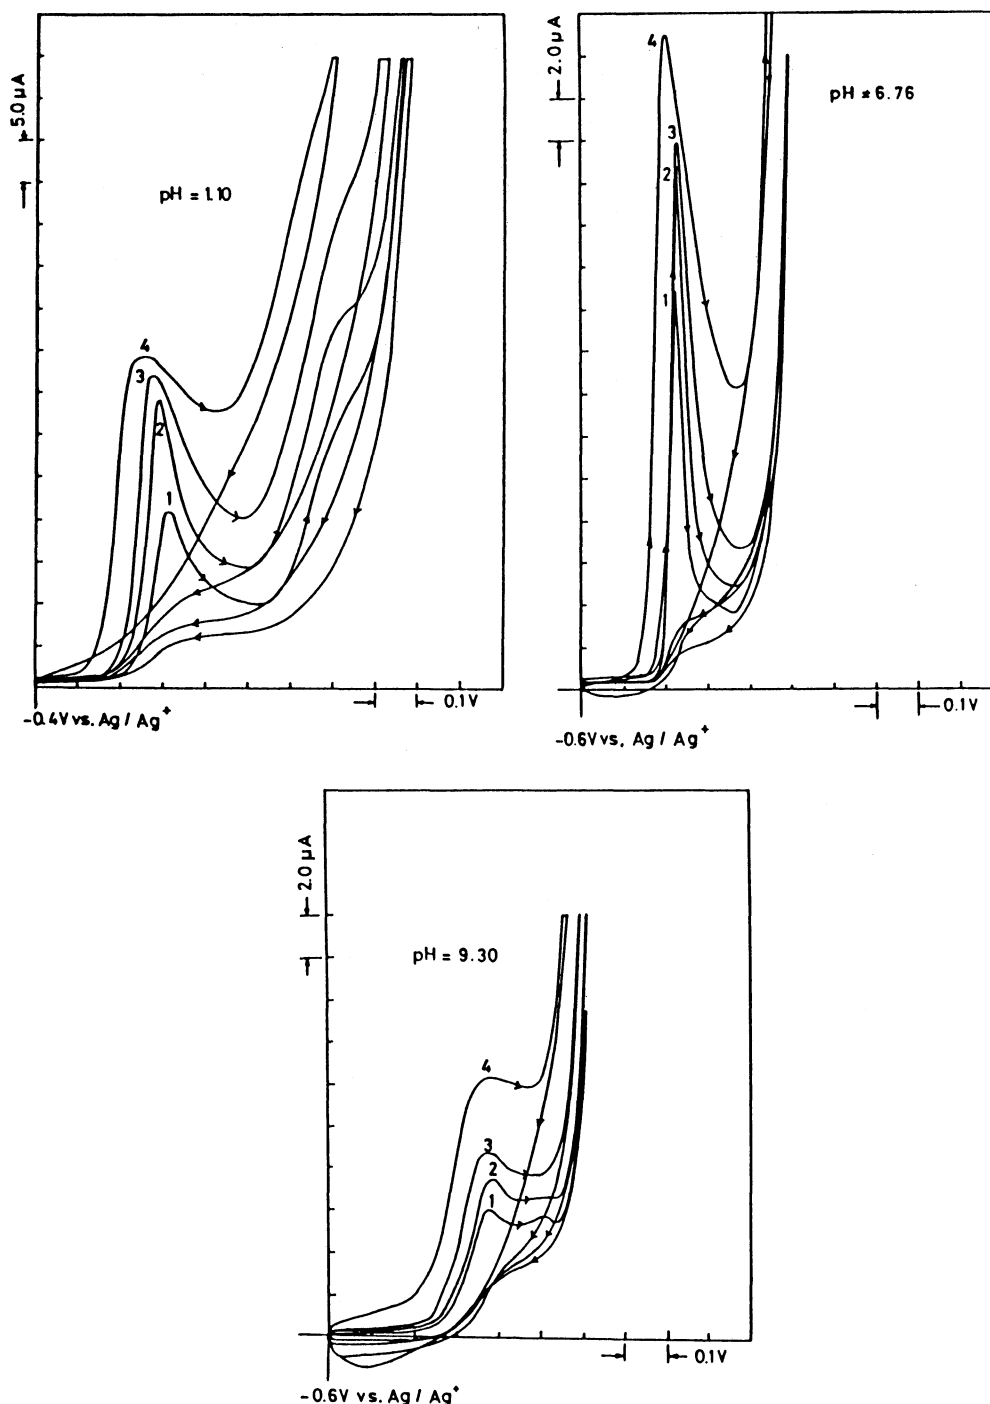 5.0 µA
pH = 1.10
4
3
2
1
0.1V
-0.4V vs. Ag / Ag+
2.0 µA
pH = 6.76
4
3
2
1
0.1V
-0.6V vs, Ag / Ag+
2.0 µA
pH = 9.30
4
3
2
1
0.1V
-0.6V vs. Ag / Ag+